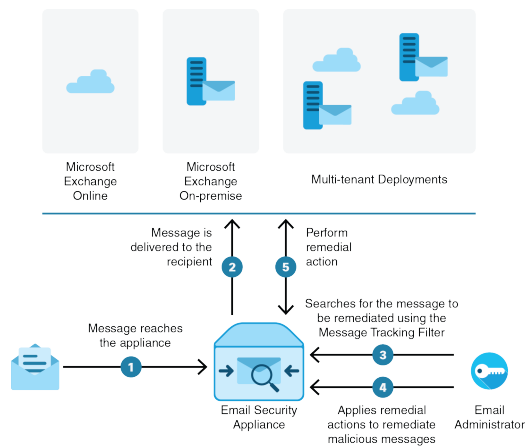 Microsoft
Exchange
Online
Microsoft
Exchange
On-premise
Multi-tenant Deployments
Message is
delivered to the
recipient
2
5
Perform
remedial
action
Message reaches
the appliance
1
Searches for the message to
be remediated using the
Message Tracking Filter
3
4
Email Security
Appliance
Applies remedial
actions to remediate
malicious messages
Email
Administrator